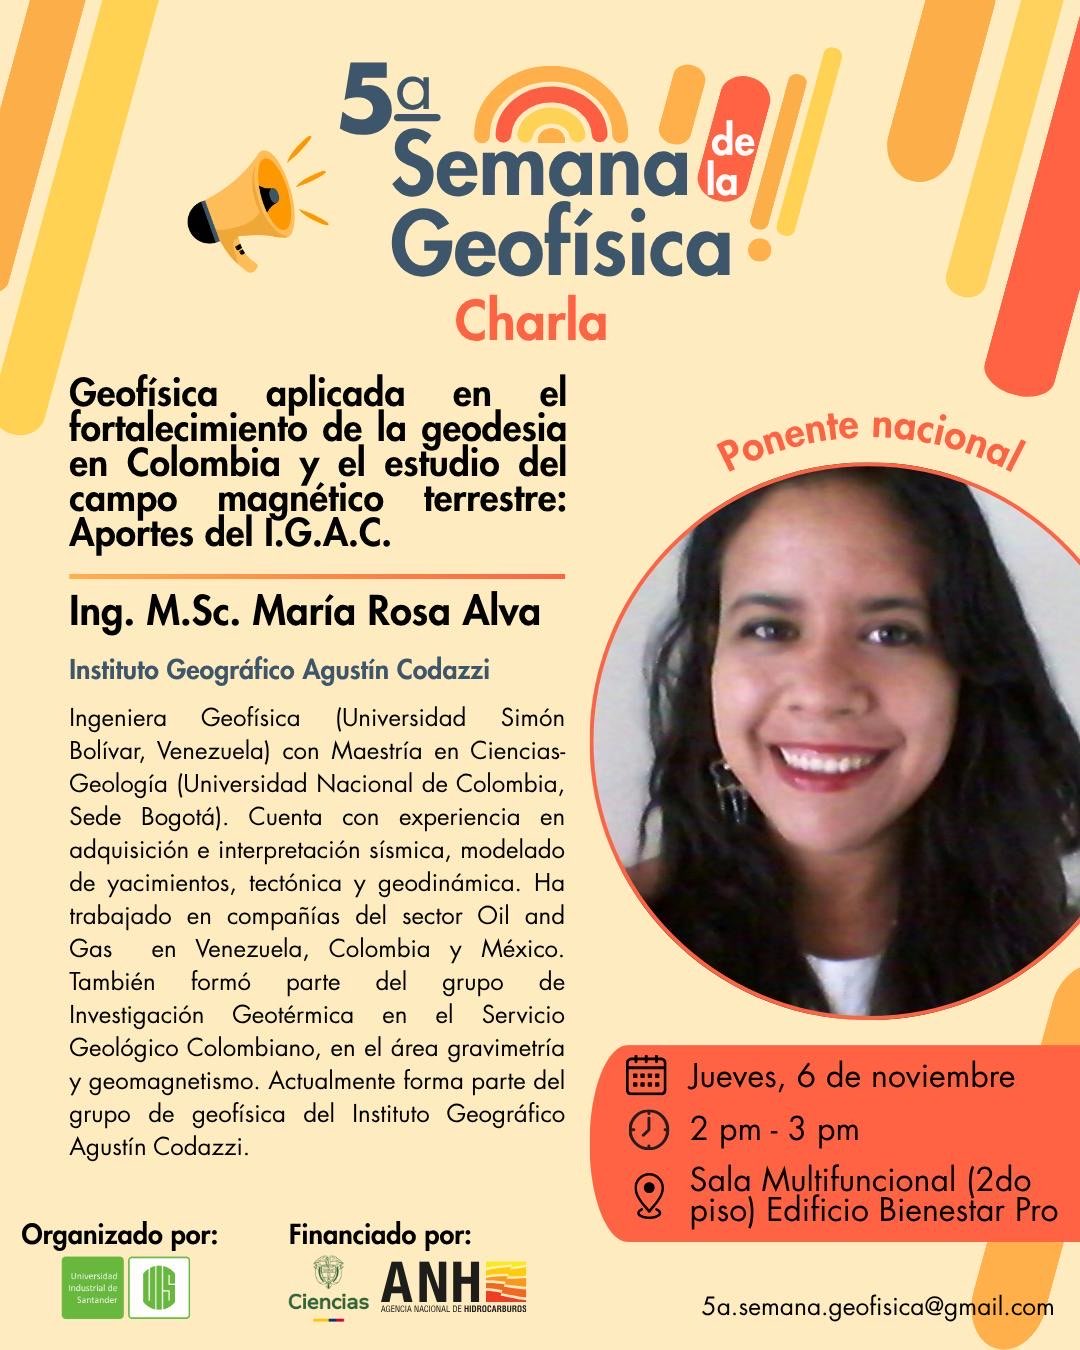 5ª
Semana de la
Geofísica
Charla
Geofísica aplicada en el
fortalecimiento de la geodesia
en Colombia y el estudio del
campo magnético terrestre:
Aportes del I.G.A.C.
Ponente nacional
Ing. M.Sc. María Rosa Alva
Instituto Geográfico Agustín Codazzi
Ingeniera Geofísica (Universidad Simón
Bolívar, Venezuela) con Maestría en Ciencias-
Geología (Universidad Nacional de Colombia,
Sede Bogotá). Cuenta con experiencia en
adquisición e interpretación sísmica, modelado
de yacimientos, tectónica y geodinámica. Ha
trabajado en compañías del sector Oil and
Gas en Venezuela, Colombia y México.
También formó parte del grupo de
Investigación Geotérmica en el Servicio
Geológico Colombiano, en el área gravimetría
y geomagnetismo. Actualmente forma parte del
grupo de geofísica del Instituto Geográfico
Agustín Codazzi.
Jueves, 6 de noviembre
2 pm - 3 pm
Sala Multifuncional (2do
piso) Edificio Bienestar Pro
Organizado por:
Universidad
Industrial de
Santander
UIS
Financiado por:
Ciencias
ANH
AGENCIA NACIONAL DE HIDROCARBUROS
5a.semana.geofisica@gmail.com